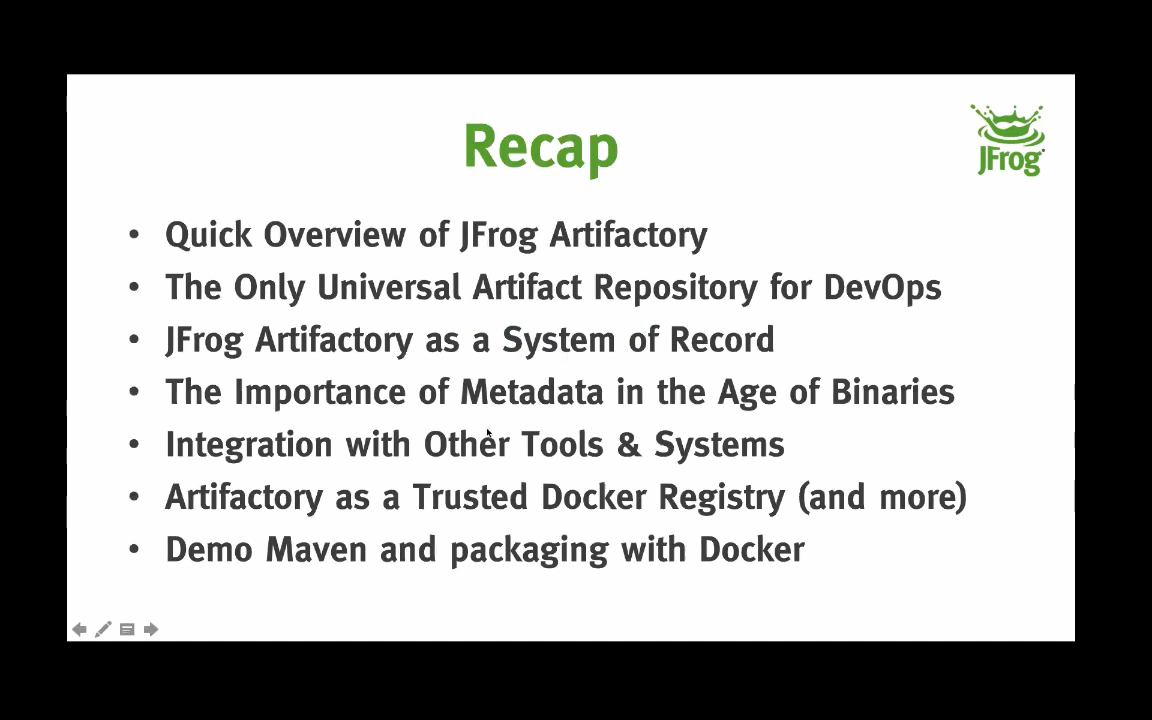 Recap
JFrog
• Quick Overview of JFrog Artifactory
• The Only Universal Artifact Repository for DevOps
• JFrog Artifactory as a System of Record
• The Importance of Metadata in the Age of Binaries
• Integration with Other Tools & Systems
• Artifactory as a Trusted Docker Registry (and more)
• Demo Maven and packaging with Docker